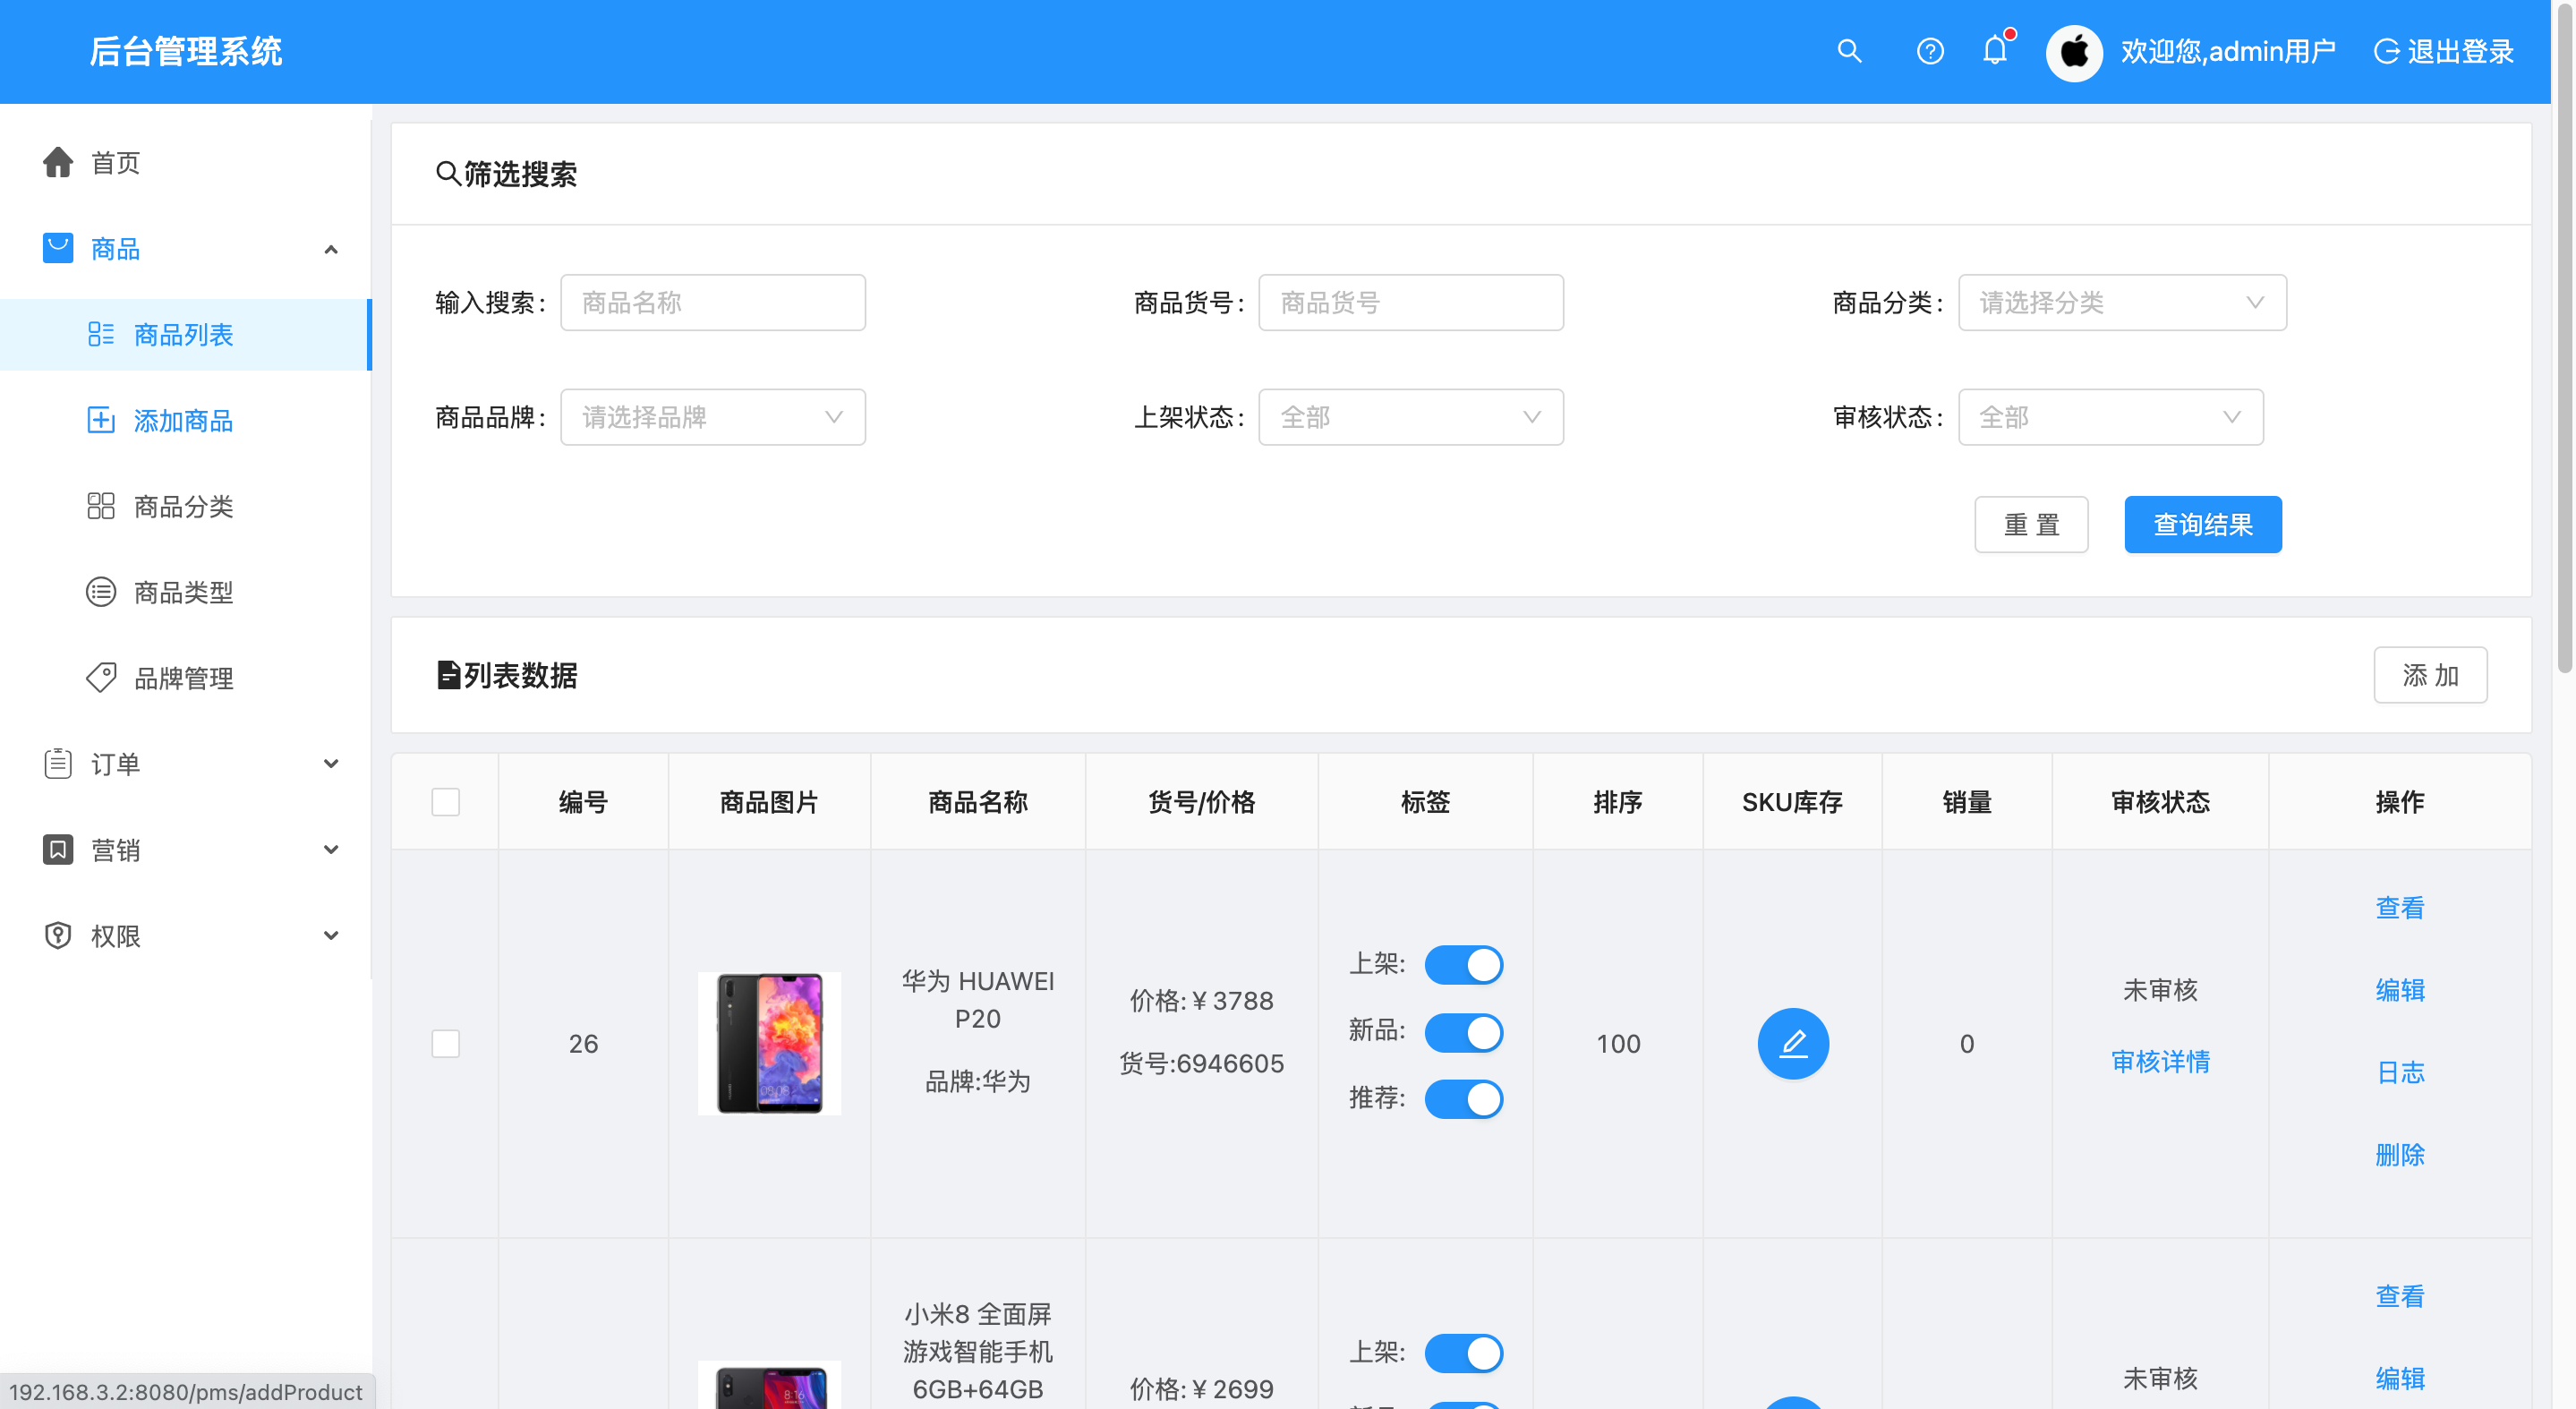 后台管理系统
欢迎您,admin用户
退出登录
首页
商品
商品列表
添加商品
商品分类
商品类型
品牌管理
订单
营销
权限
筛选搜索
输入搜索: 商品名称
商品货号: 商品货号
商品分类: 请选择分类
商品品牌: 请选择品牌
上架状态: 全部
审核状态: 全部
重 置
查询结果
列表数据
添 加
编号 商品图片 商品名称 货号/价格 标签 排序 SKU库存 销量 审核状态 操作
26
华为 HUAWEI
P20
品牌:华为
价格:¥3788
货号:6946605
上架:
新品:
推荐:
100
0
未审核
审核详情
查看
编辑
日志
删除
小米8 全面屏
游戏智能手机
6GB+64GB
价格:¥2699
上架:
未审核
查看
编辑
8:16
192.168.3.2:8080/pms/addProduct